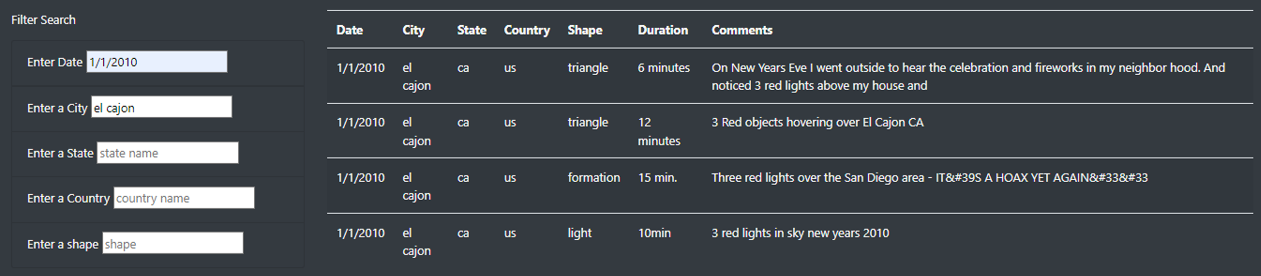 Filter Search
Enter Date 1/1/2010
Enter a City el cajon
Enter a State state name
Enter a Country country name
Enter a shape shape
Date City State Country Shape Duration Comments
1/1/2010 el ca us triangle 6 minutes On New Years Eve I went outside to hear the celebration and fireworks in my neighbor hood. And
cajon noticed 3 red lights above my house and
1/1/2010 el ca us triangle 12 3 Red objects hovering over El Cajon CA
cajon minutes
1/1/2010 el ca us formation 15 min. Three red lights over the San Diego area - IT&#39S A HOAX YET AGAIN&#33&#33
cajon
1/1/2010 el ca us light 10min 3 red lights in sky new years 2010
cajon